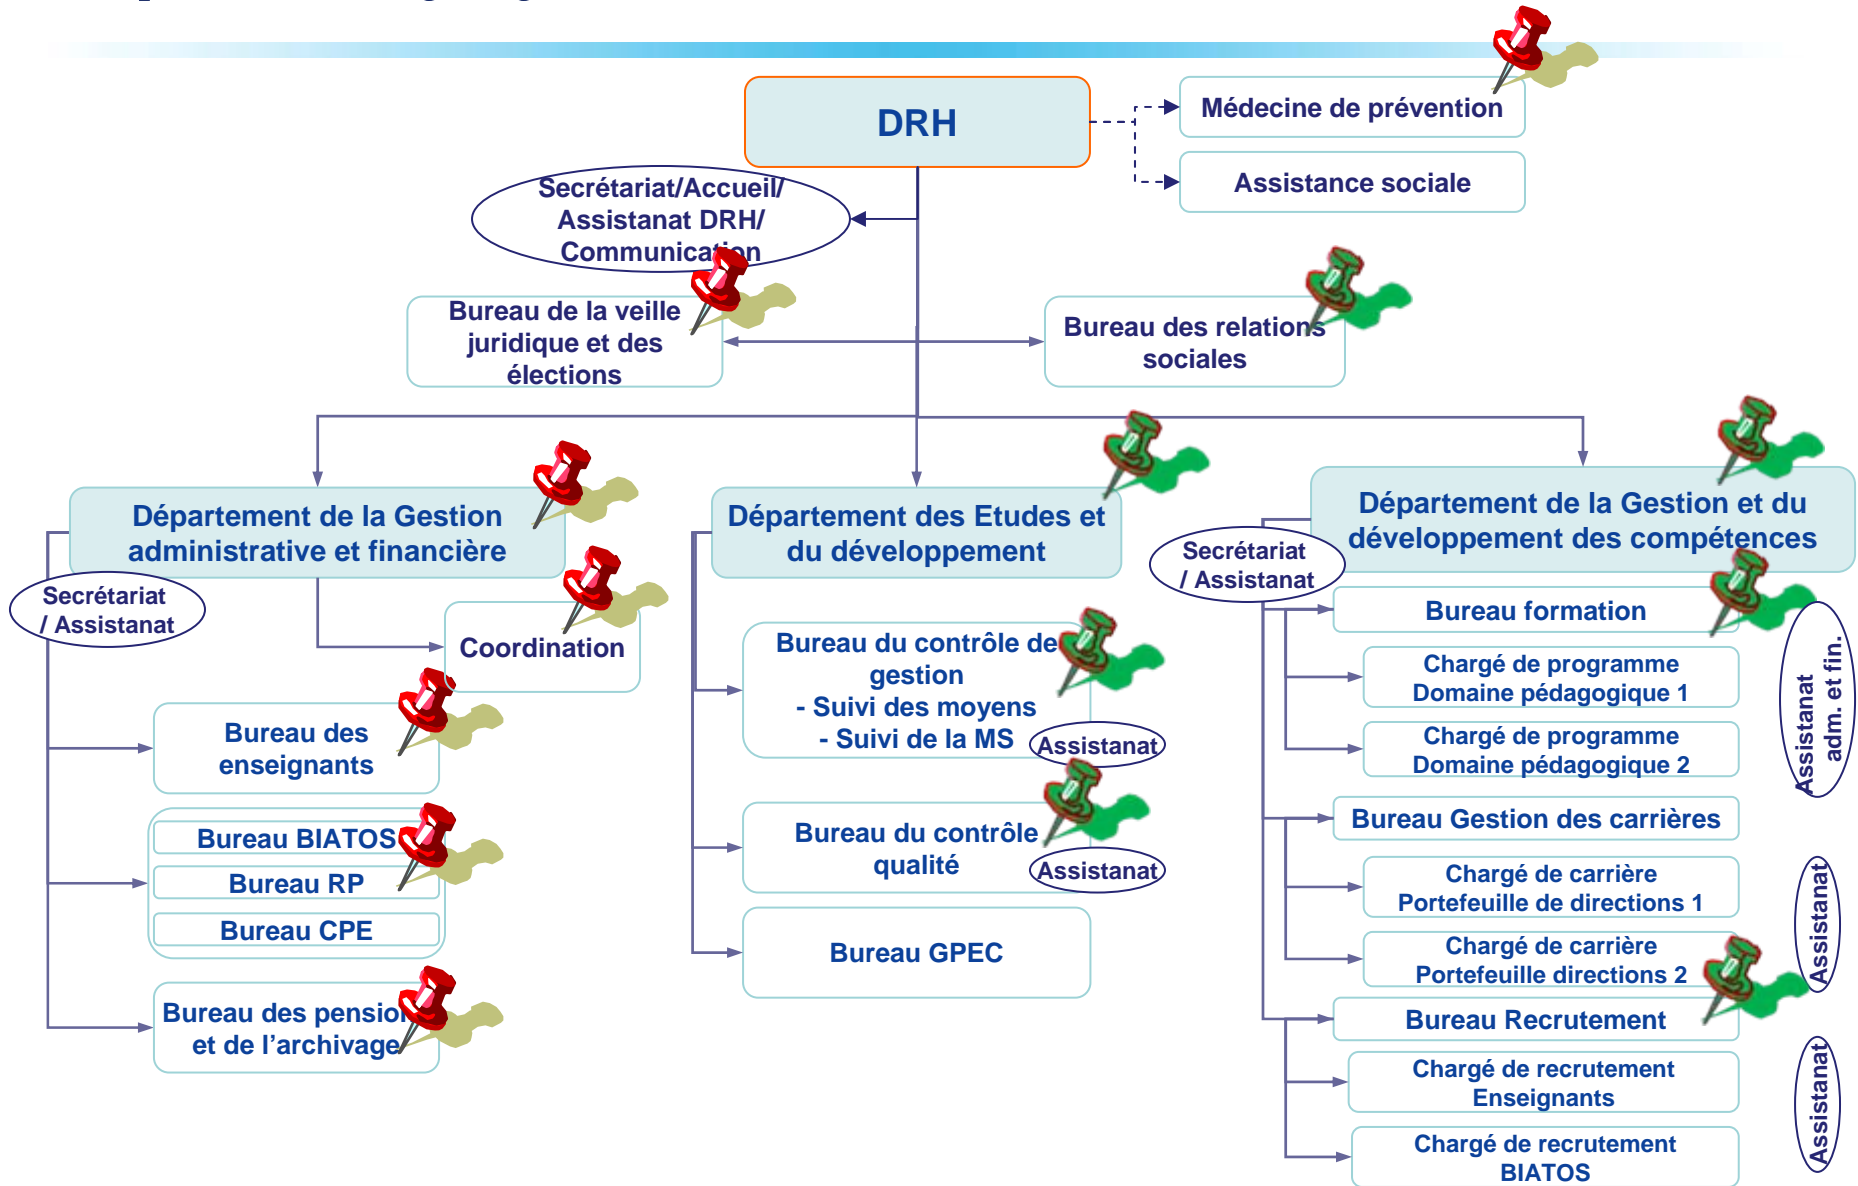 DRH
Médecine de prévention
Assistance sociale
Secrétariat/Accueil/
Assistanat DRH/
Communication
Bureau de la veille
juridique et des
élections
Bureau des relations
sociales
Département de la Gestion
administrative et financière
Secrétariat
/ Assistanat
Coordination
Bureau des
enseignants
Bureau BIATOS
Bureau RP
Bureau CPE
Bureau des pension
et de l'archivage
Département des Etudes et
du développement
Bureau du contrôle de
gestion
- Suivi des moyens
- Suivi de la MS
Assistanat
Bureau du contrôle
qualité
Assistanat
Bureau GPEC
Département de la Gestion et du
développement des compétences
Secrétariat
/ Assistanat
Bureau formation
Chargé de programme
Domaine pédagogique 1
Chargé de programme
Domaine pédagogique 2
Assistanat
adm. et fin.
Bureau Gestion des carrières
Chargé de carrière
Portefeuille de directions 1
Chargé de carrière
Portefeuille directions 2
Assistanat
Bureau Recrutement
Chargé de recrutement
Enseignants
Chargé de recrutement
BIATOS
Assistanat